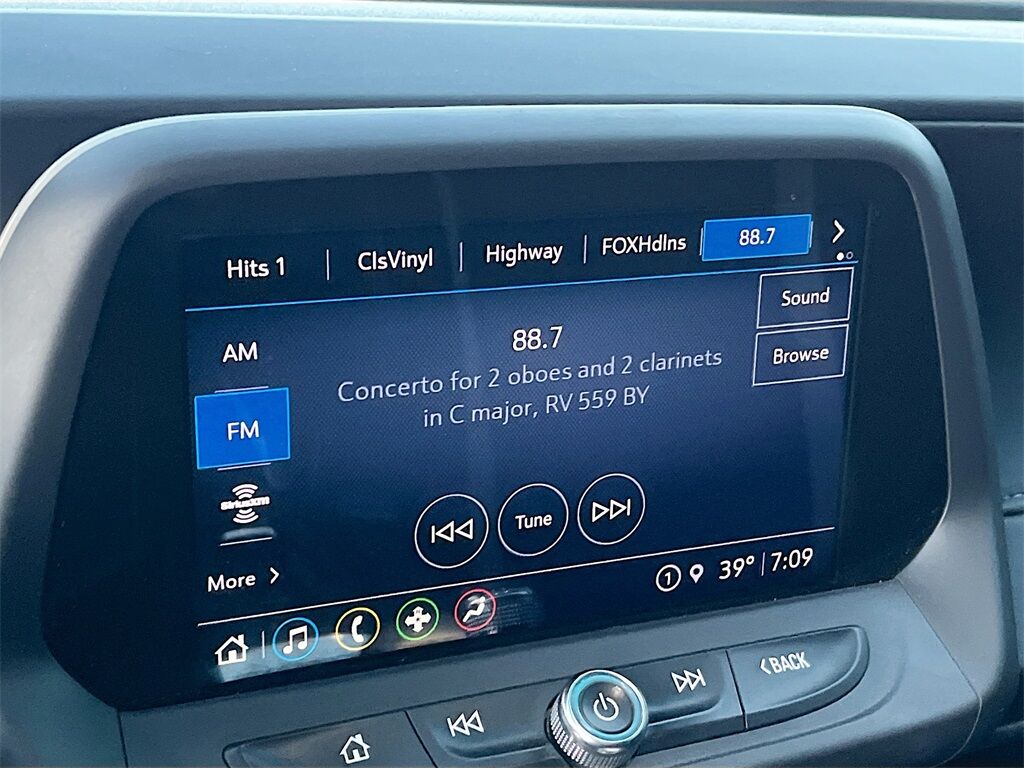 Hits 1 | ClsVinyl | Highway | FOXHdlns | 88.7
Sound
Browse
AM
FM
SiriusXM
More
88.7
Concerto for 2 oboes and 2 clarinets
in C major, RV 559 BY
Tune
1 39° | 7:09
BACK